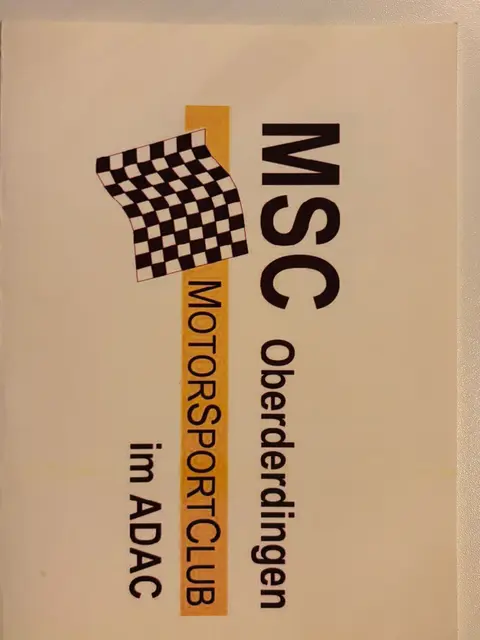 MSC Oberderdingen
MOTORSPORTCLUB
im ADAC